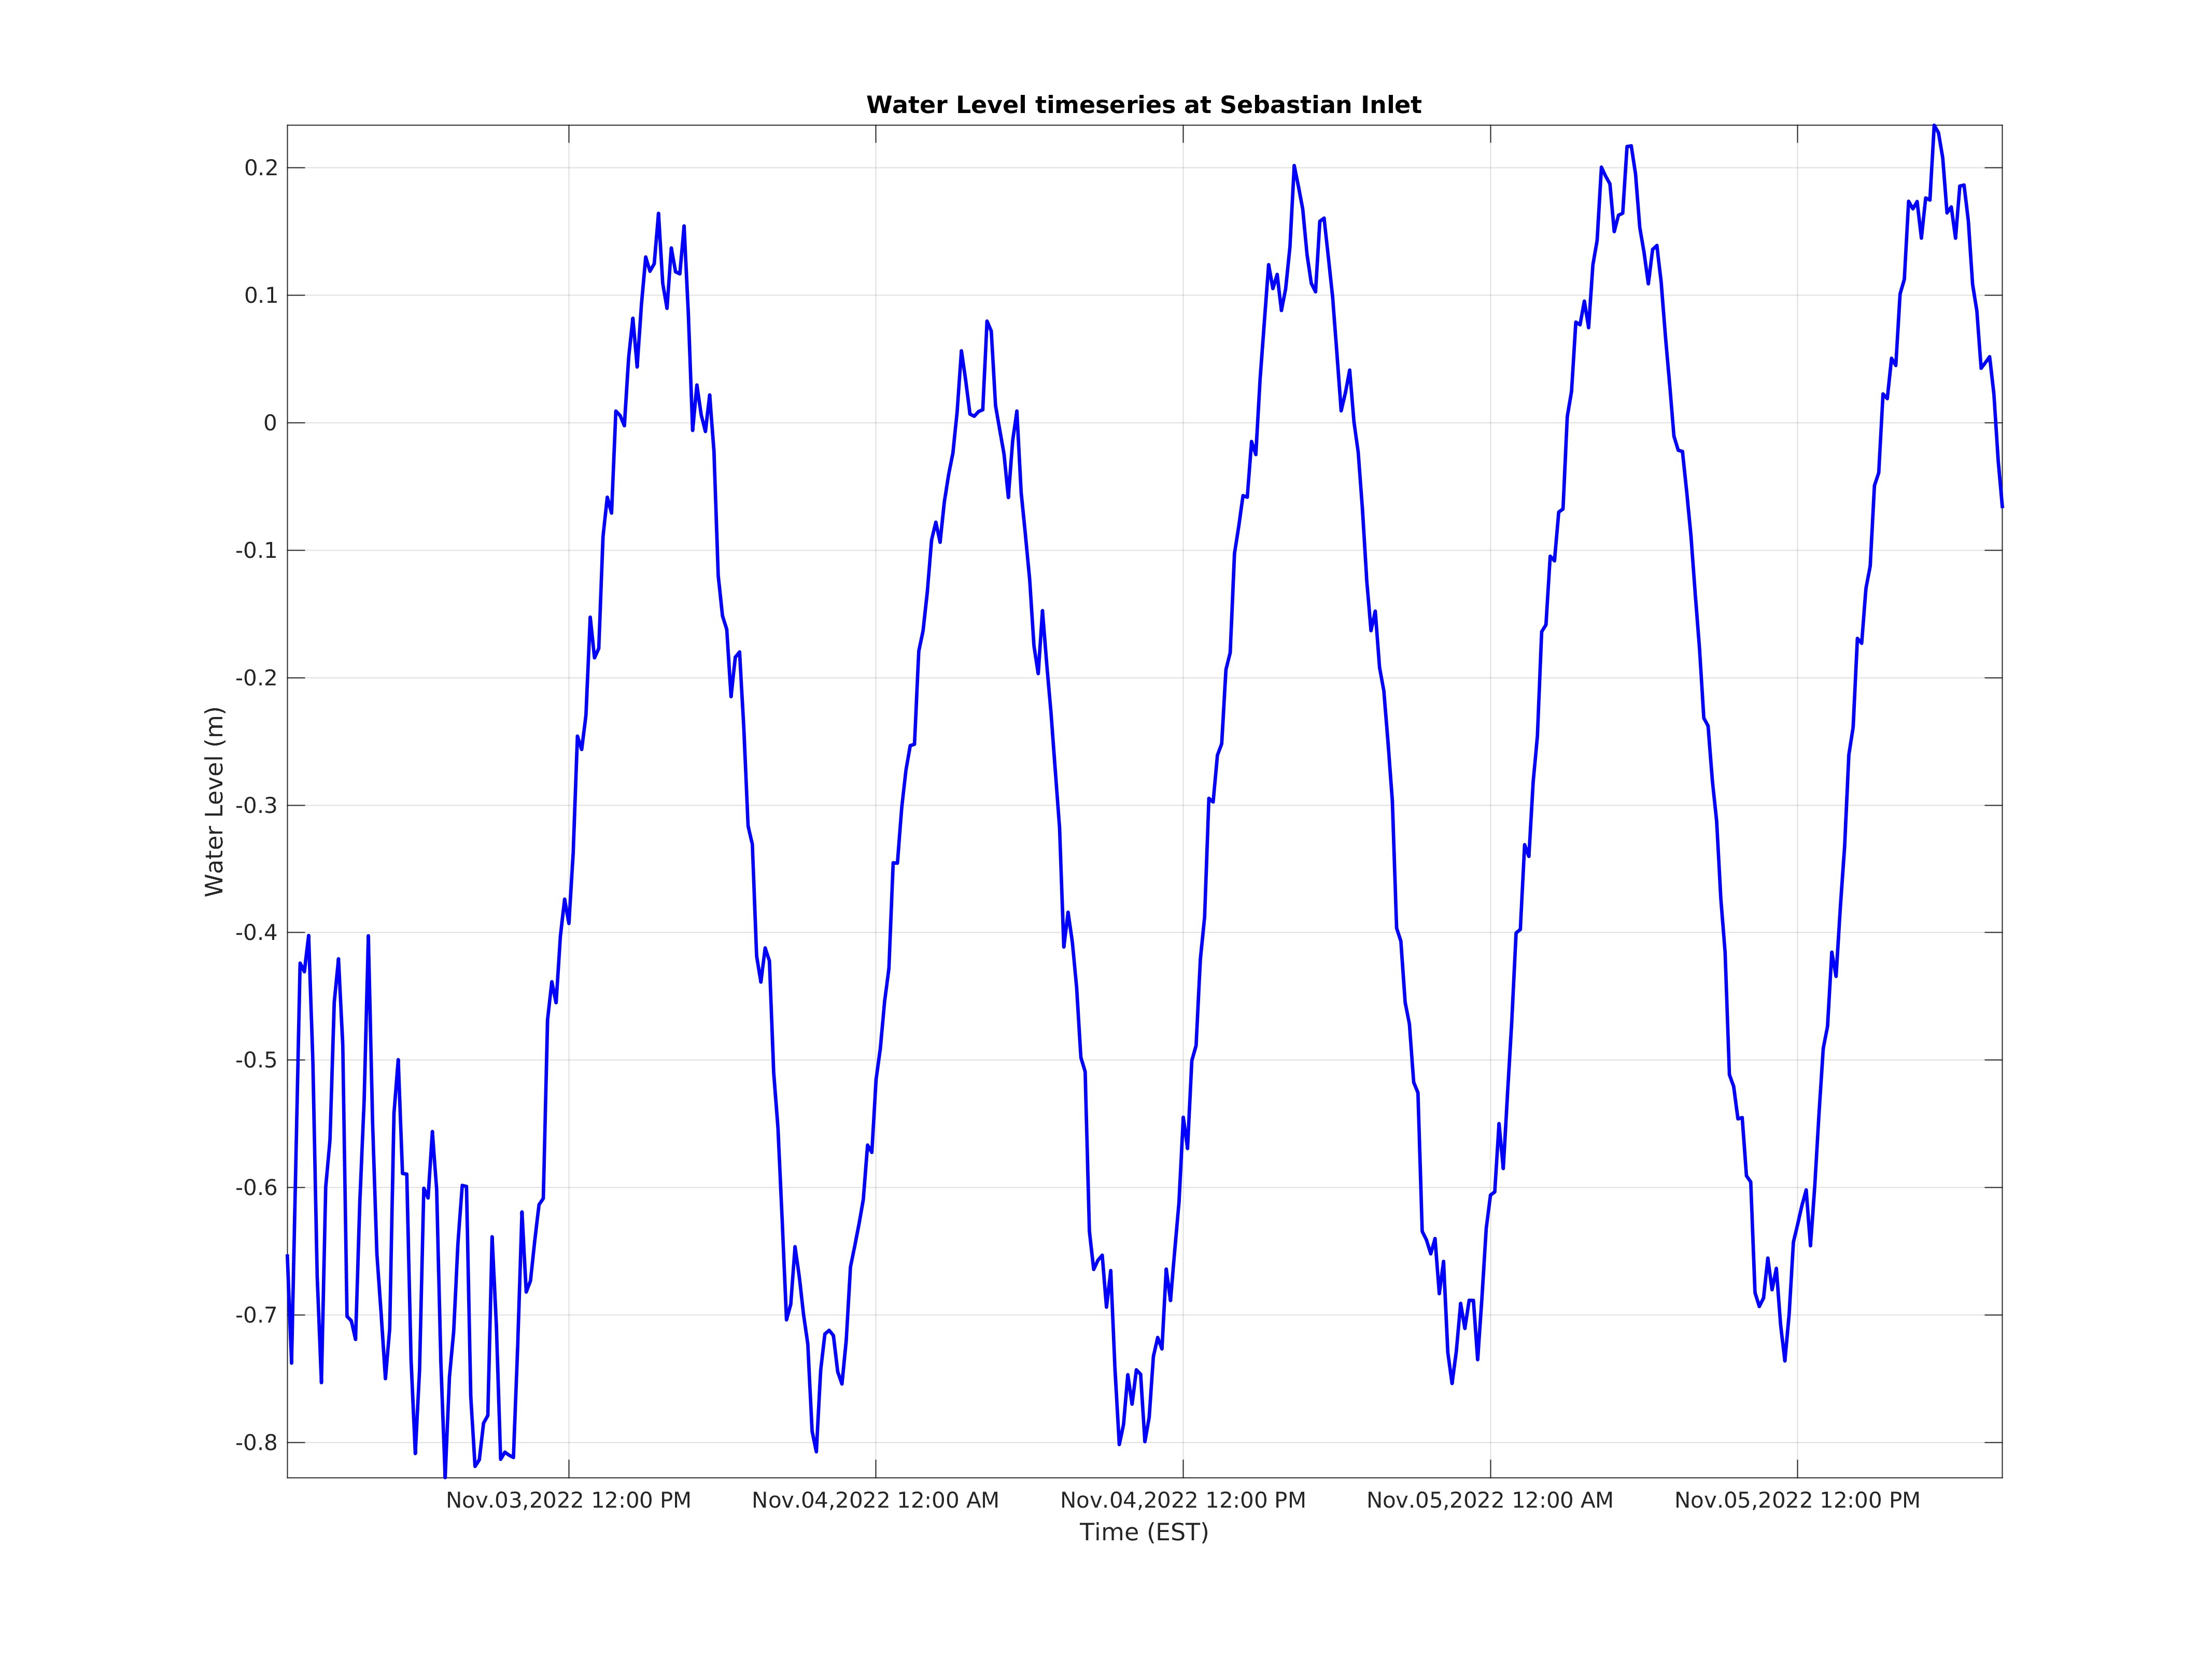 Water Level timeseries at Sebastian Inlet
0.2
0.1
0
-0.1
-0.2
-0.3
-0.4
-0.5
-0.6
-0.7
-0.8
Water Level (m)
Nov.03,2022 12:00 PM
Nov.04,2022 12:00 AM
Nov.04,2022 12:00 PM
Nov.05,2022 12:00 AM
Nov.05,2022 12:00 PM
Time (EST)